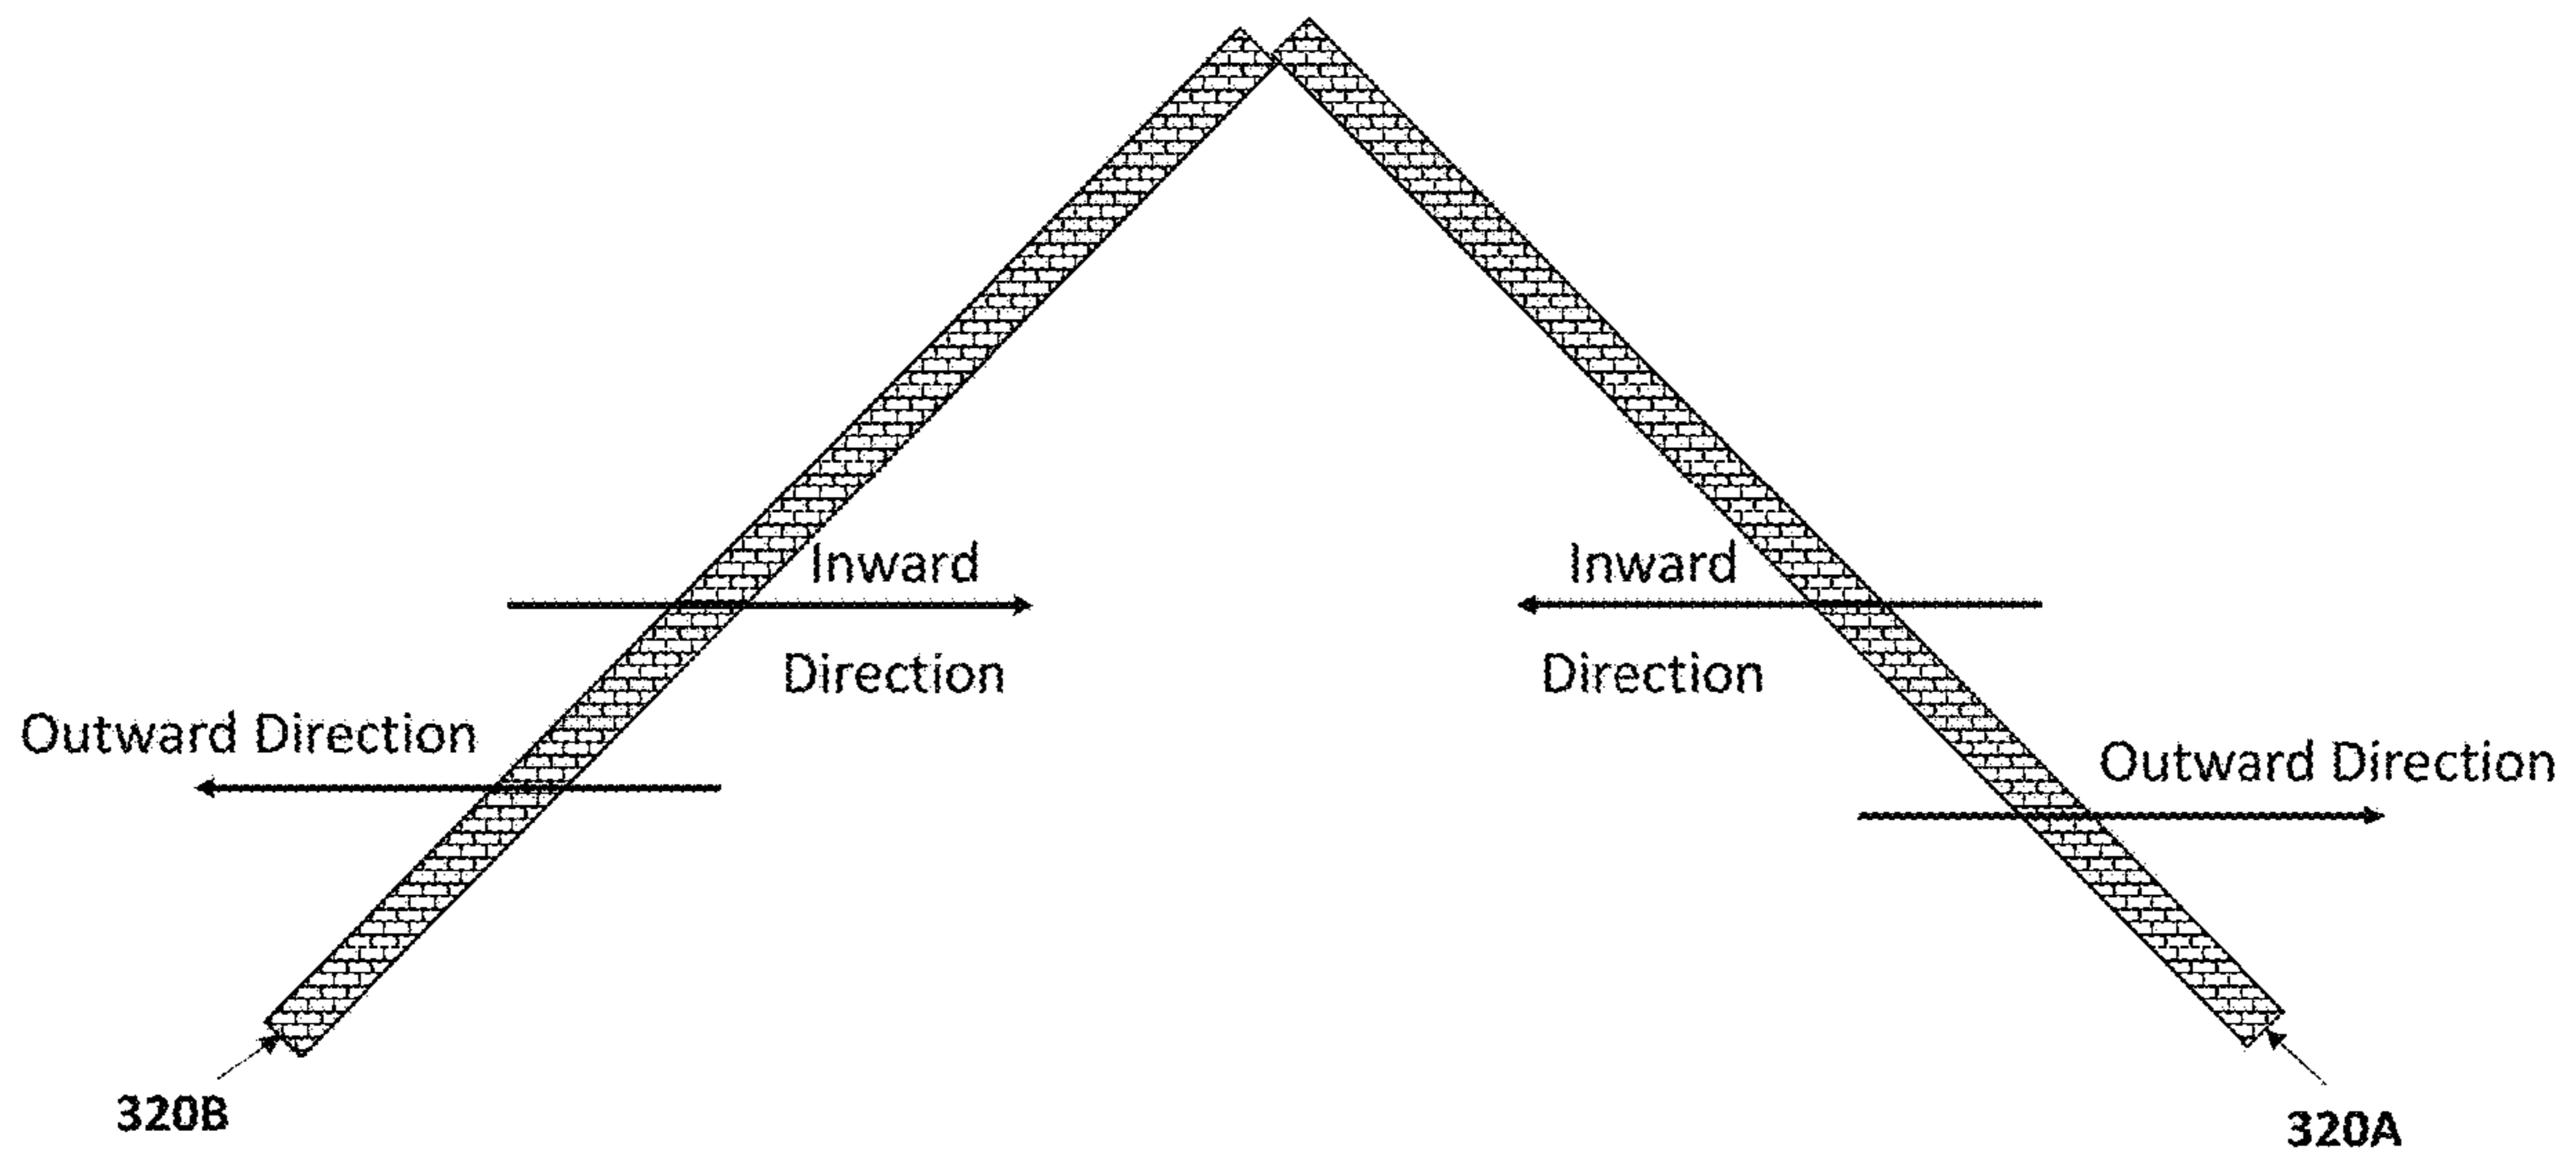 Inward
Direction
Inward
Direction
Outward Direction
Outward Direction
320B
320A